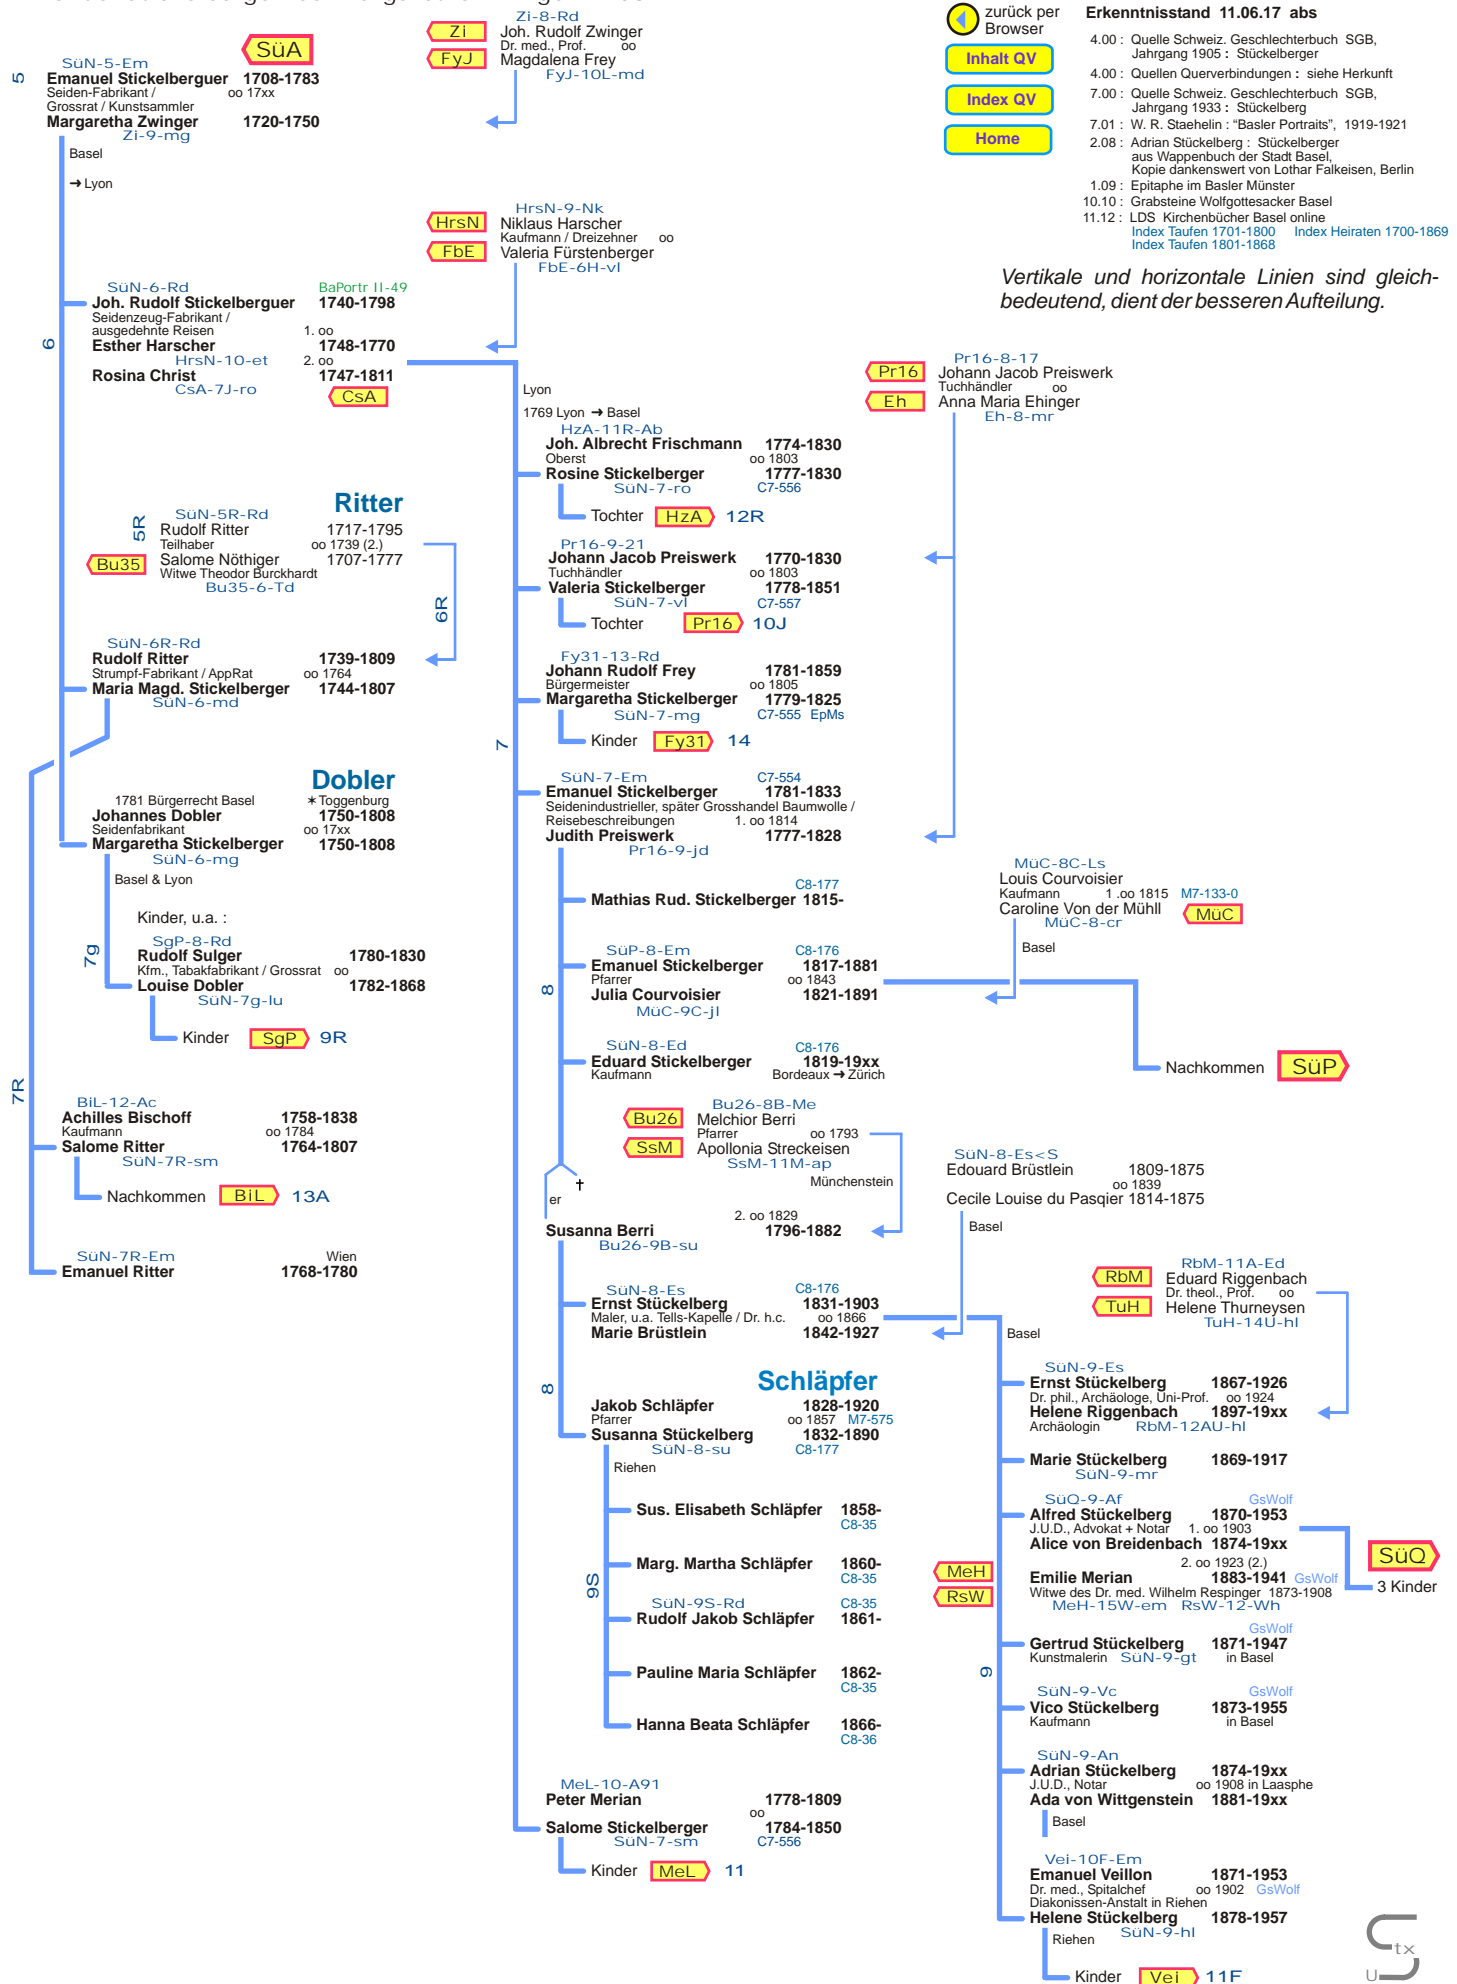 zurück per
Browser
Inhalt QV
Index QV
Home
Erkenntnisstand 11.06.17 abs
4.00 : Quelle Schweiz. Geschlechterbuch SGB,
Jahrgang 1905 : Stückelberger
4.00 : Quellen Querverbindungen : siehe Herkunft
7.00 : Quelle Schweiz. Geschlechterbuch SGB,
Jahrgang 1933 : Stückelberg
7.01 : W. R. Staehelin : "Basler Portraits", 1919-1921
2.08 : Adrian Stückelberg : Stückelberger
aus Wappenbuch der Stadt Basel,
Kopie dankenswert von Lothar Falkeisen, Berlin
1.09 : Epitaphe im Basler Münster
10.10 : Grabsteine Wolfgottesacker Basel
11.12 : LDS Kirchenbücher Basel online
Index Taufen 1701-1800 Index Heiraten 1700-1869
Index Taufen 1801-1868
Vertikale und horizontale Linien sind gleich-
bedeutend, dient der besseren Aufteilung.
SüA
5
SüN-5-Em
Emanuel Stickelberguer 1708-1783
Seiden-Fabrikant / oo 17xx
Grossrat / Kunstsammler
Margaretha Zwinger 1720-1750
Zi-9-mg
Basel
→ Lyon
Zi
FyJ
Zi-8-Rd
Joh. Rudolf Zwinger
Dr. med., Prof. oo
Magdalena Frey
FyJ-10L-md
HrsN
FbE
HrsN-9-Nk
Niklaus Harscher
Kaufmann / Dreizehner oo
Valeria Fürstenberger
FbE-6H-vl
6
SüN-6-Rd BaPortr II-49
Joh. Rudolf Stickelberguer 1740-1798
Seidenzeug-Fabrikant /
ausgedehnte Reisen 1. oo
Esther Harscher 1748-1770
HrsN-10-et 2. oo
Rosina Christ 1747-1811
CsA-7J-ro
CsA
Ritter
5R
SüN-5R-Rd
Rudolf Ritter 1717-1795
Teilhaber oo 1739 (2.)
Bu35
Salome Nöthiger 1707-1777
Witwe Theodor Burckhardt
Bu35-6-Td
6R
SüN-6R-Rd
Rudolf Ritter 1739-1809
Strumpf-Fabrikant / AppRat oo 1764
Maria Magd. Stickelberger 1744-1807
SüN-6-md
Dobler
1781 Bürgerrecht Basel ✶ Toggenburg
Johannes Dobler 1750-1808
Seidenfabrikant oo 17xx
Margaretha Stickelberger 1750-1808
SüN-6-mg
Basel & Lyon
7g
Kinder, u.a. :
SgP-8-Rd
Rudolf Sulger 1780-1830
Kfm., Tabakfabrikant / Grossrat oo
Louise Dobler 1782-1868
SüN-7g-lu
Kinder SgP 9R
7R
BiL-12-Ac
Achilles Bischoff 1758-1838
Kaufmann oo 1784
Salome Ritter 1764-1807
SüN-7R-sm
Nachkommen BiL 13A
SüN-7R-Em Wien
Emanuel Ritter 1768-1780
Lyon
1769 Lyon → Basel
7
HzA-11R-Ab
Joh. Albrecht Frischmann 1774-1830
Oberst oo 1803
Rosine Stickelberger 1777-1830
SüN-7-ro C7-556
Tochter HzA 12R
Pr16-9-21
Johann Jacob Preiswerk 1770-1830
Tuchhändler oo 1803
Valeria Stickelberger 1778-1851
SüN-7-vl C7-557
Tochter Pr16 10J
Fy31-13-Rd
Johann Rudolf Frey 1781-1859
Bürgermeister oo 1805
Margaretha Stickelberger 1779-1825
SüN-7-mg C7-555 EpMs
Kinder Fy31 14
SüN-7-Em C7-554
Emanuel Stickelberger 1781-1833
Seidenindustrieller, später Grosshandel Baumwolle /
Reisebeschreibungen 1. oo 1814
Judith Preiswerk 1777-1828
Pr16-9-jd
Pr16
Eh
Pr16-8-17
Johann Jacob Preiswerk
Tuchhändler oo
Anna Maria Ehinger
Eh-8-mr
8
C8-177
Mathias Rud. Stickelberger 1815-
SüP-8-Em C8-176
Emanuel Stickelberger 1817-1881
Pfarrer oo 1843
Julia Courvoisier 1821-1891
MüC-9C-jl
MüC-8C-Ls
Louis Courvoisier
Kaufmann 1 .oo 1815 M7-133-0
Caroline Von der Mühll MüC
MüC-8-cr
Basel
Nachkommen SüP
SüN-8-Ed C8-176
Eduard Stickelberger 1819-19xx
Kaufmann Bordeaux → Zürich
Bu26
SsM
Bu26-8B-Me
Melchior Berri
Pfarrer oo 1793
Apollonia Streckeisen
SsM-11M-ap
Münchenstein
er †
2. oo 1829
Susanna Berri 1796-1882
Bu26-9B-su
SüN-8-Es<S
Edouard Brüstlein 1809-1875
oo 1839
Cecile Louise du Pasqier 1814-1875
Basel
8
SüN-8-Es C8-176
Ernst Stückelberg 1831-1903
Maler, u.a. Tells-Kapelle / Dr. h.c. oo 1866
Marie Brüstlein 1842-1927
Schläpfer
Jakob Schläpfer 1828-1920
Pfarrer oo 1857 M7-575
Susanna Stückelberg 1832-1890
SüN-8-su C8-177
Riehen
9S
Sus. Elisabeth Schläpfer 1858-
C8-35
Marg. Martha Schläpfer 1860-
C8-35
SüN-9S-Rd C8-35
Rudolf Jakob Schläpfer 1861-
Pauline Maria Schläpfer 1862-
C8-35
Hanna Beata Schläpfer 1866-
C8-36
MeL-10-A91
Peter Merian 1778-1809
oo
Salome Stickelberger 1784-1850
SüN-7-sm C7-556
Kinder MeL 11
RbM
TuH
RbM-11A-Ed
Eduard Riggenbach
Dr. theol., Prof. oo
Helene Thurneysen
TuH-14U-hl
Basel
9
SüN-9-Es
Ernst Stückelberg 1867-1926
Dr. phil., Archäologe, Uni-Prof. oo 1924
Helene Riggenbach 1897-19xx
Archäologin RbM-12AU-hl
Marie Stückelberg 1869-1917
SüN-9-mr
SüQ-9-Af GsWolf
Alfred Stückelberg 1870-1953
J.U.D., Advokat + Notar 1. oo 1903
Alice von Breidenbach 1874-19xx
2. oo 1923 (2.)
Emilie Merian 1883-1941 GsWolf
Witwe des Dr. med. Wilhelm Respinger 1873-1908
MeH-15W-em RsW-12-Wh
MeH
RsW
SüQ
3 Kinder
GsWolf
Gertrud Stückelberg 1871-1947
Kunstmalerin SüN-9-gt in Basel
SüN-9-Vc GsWolf
Vico Stückelberg 1873-1955
Kaufmann in Basel
SüN-9-An
Adrian Stückelberg 1874-19xx
J.U.D., Notar oo 1908 in Laasphe
Ada von Wittgenstein 1881-19xx
Basel
Vei-10F-Em
Emanuel Veillon 1871-1953
Dr. med., Spitalchef oo 1902 GsWolf
Diakonissen-Anstalt in Riehen
Helene Stückelberg 1878-1957
SüN-9-hl
Riehen
Kinder Vei 11F
tx
U